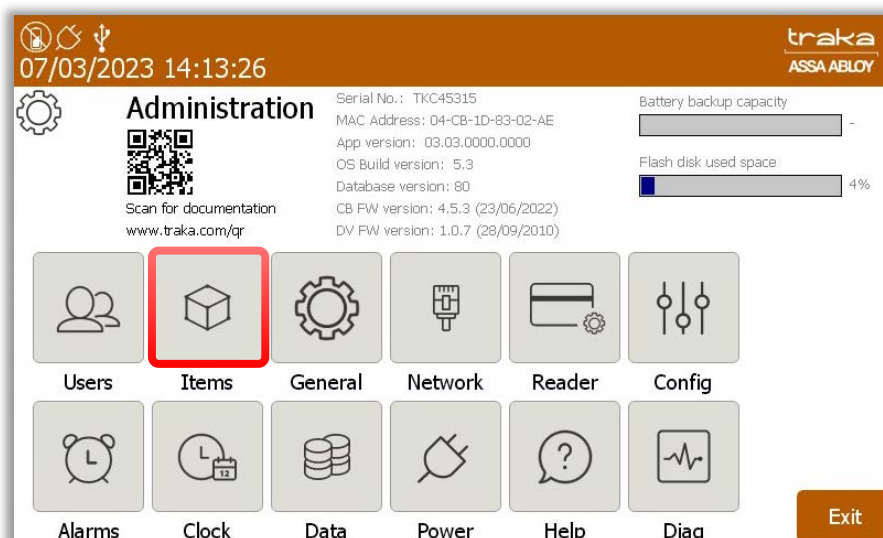 traka
ASSA ABLOY
07/03/2023 14:13:26
Administration
Scan for documentation
www.traka.com/qr
Serial No.: TKC45315
MAC Address: 04-CB-1D-83-02-AE
App version: 03.03.0000.0000
OS Build version: 5.3
Database version: 80
CB FW version: 4.5.3 (23/06/2022)
DV FW version: 1.0.7 (28/09/2010)
Battery backup capacity
-
Flash disk used space
4%
Users Items General Network Reader Config
12
?
Alarms Clock Data Power Help Diag
Exit